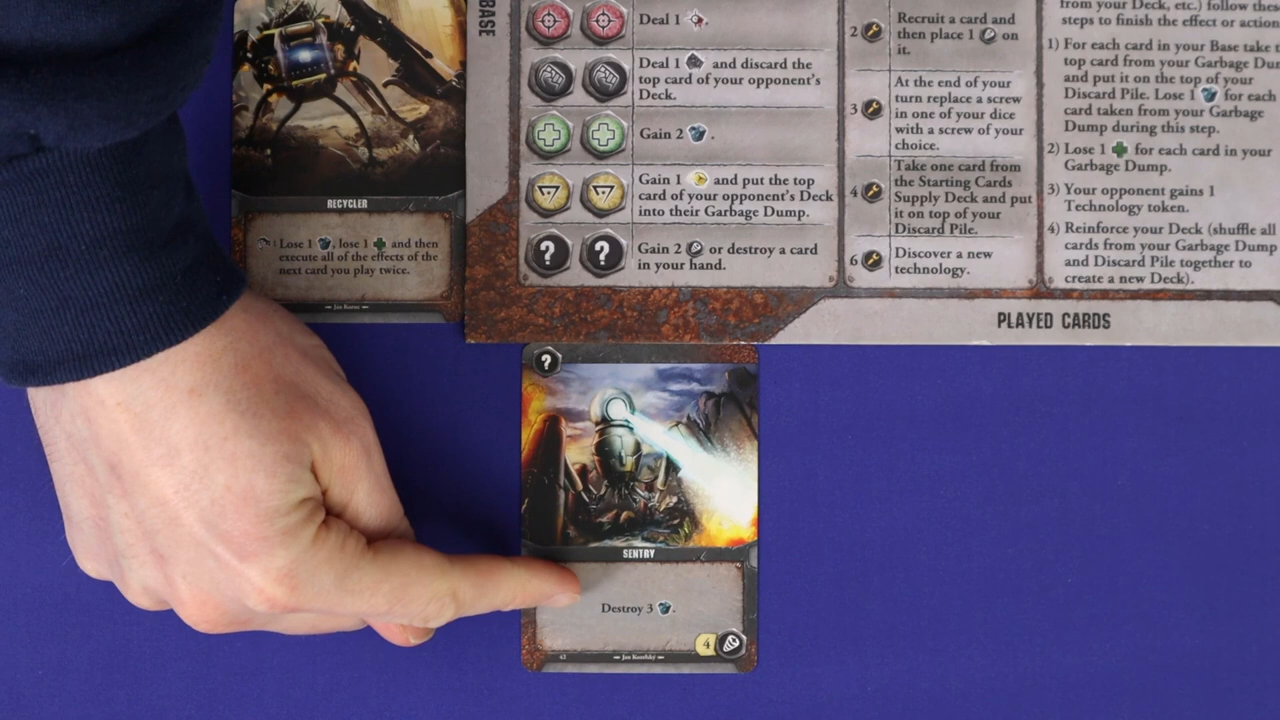 BASE
Deal 1
Deal 1 and discard the
top card of your opponent's
Deck.
Gain 2 .
Gain 1 and put the top
card of your opponent's Deck
into their Garbage Dump.
? ?
Gain 2 or destroy a card
in your hand.
2
Recruit a card and
then place 1 on
it.
3
At the end of your
turn replace a screw
in one of your dice
with a screw of your
choice.
4
Take one card from
the Starting Cards
Supply Deck and put
it on top of your
Discard Pile.
6
Discover a new
technology.
from your Deck, etc.) follow these
steps to finish the effect or action
1) For each card in your Base take
top card from your Garbage
and put it on the top of your
Discard Pile. Lose 1 for each
card taken from your Garbage
Dump during this step.
2) Lose 1 for each card in your
Garbage Dump.
3) Your opponent gains 1
Technology token.
4) Reinforce your Deck (shuffle all
cards from your Garbage Dump
and Discard Pile together to
create a new Deck).
PLAYED CARDS
RECYCLER
: Lose 1 , lose 1 and then
execute all of the effects of the
next card you play twice.
?
SENTRY
Destroy 3 .
4